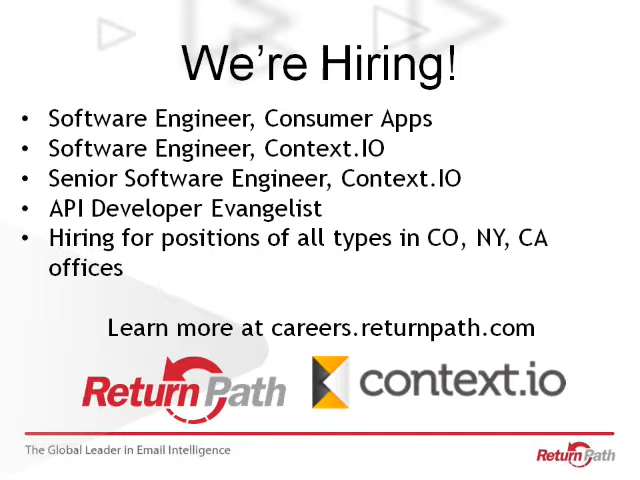 We're Hiring!
• Software Engineer, Consumer Apps
• Software Engineer, Context.IO
• Senior Software Engineer, Context.IO
• API Developer Evangelist
• Hiring for positions of all types in CO, NY, CA
offices
Learn more at careers.returnpath.com
Return Path
context.io
The Global Leader in Email Intelligence
Return Path